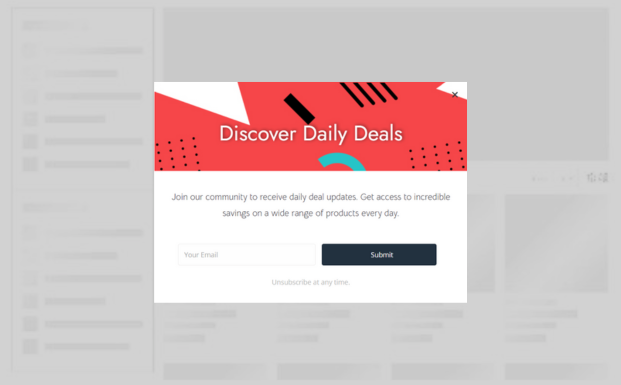 Discover Daily Deals
Join our community to receive daily deal updates. Get access to incredible
savings on a wide range of products every day.
Your Email
Submit
Unsubscribe at any time.